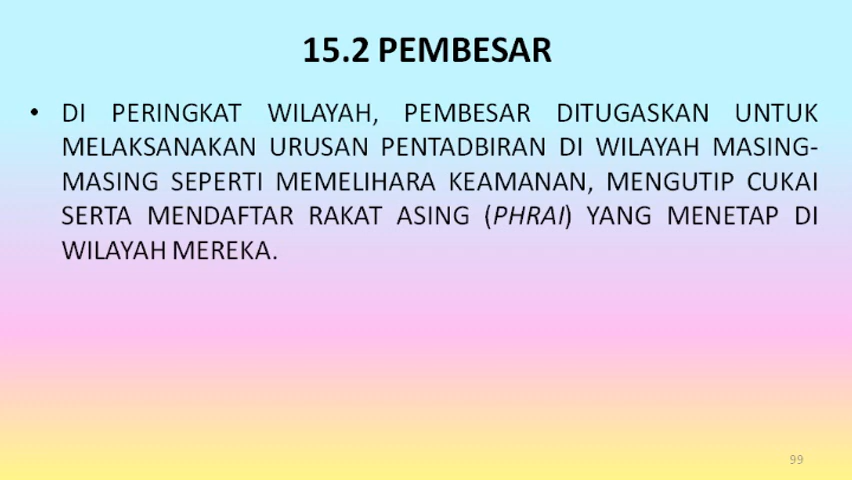 15.2 PEMBESAR
• DI PERINGKAT WILAYAH, PEMBESAR DITUGASKAN UNTUK
MELAKSANAKAN URUSAN PENTADBIRAN DI WILAYAH MASING-
MASING SEPERTI MEMELIHARA KEAMANAN, MENGUTIP CUKAI
SERTA MENDAFTAR RAKAT ASING (PHRAI) YANG MENETAP DI
WILAYAH MEREKA.
99